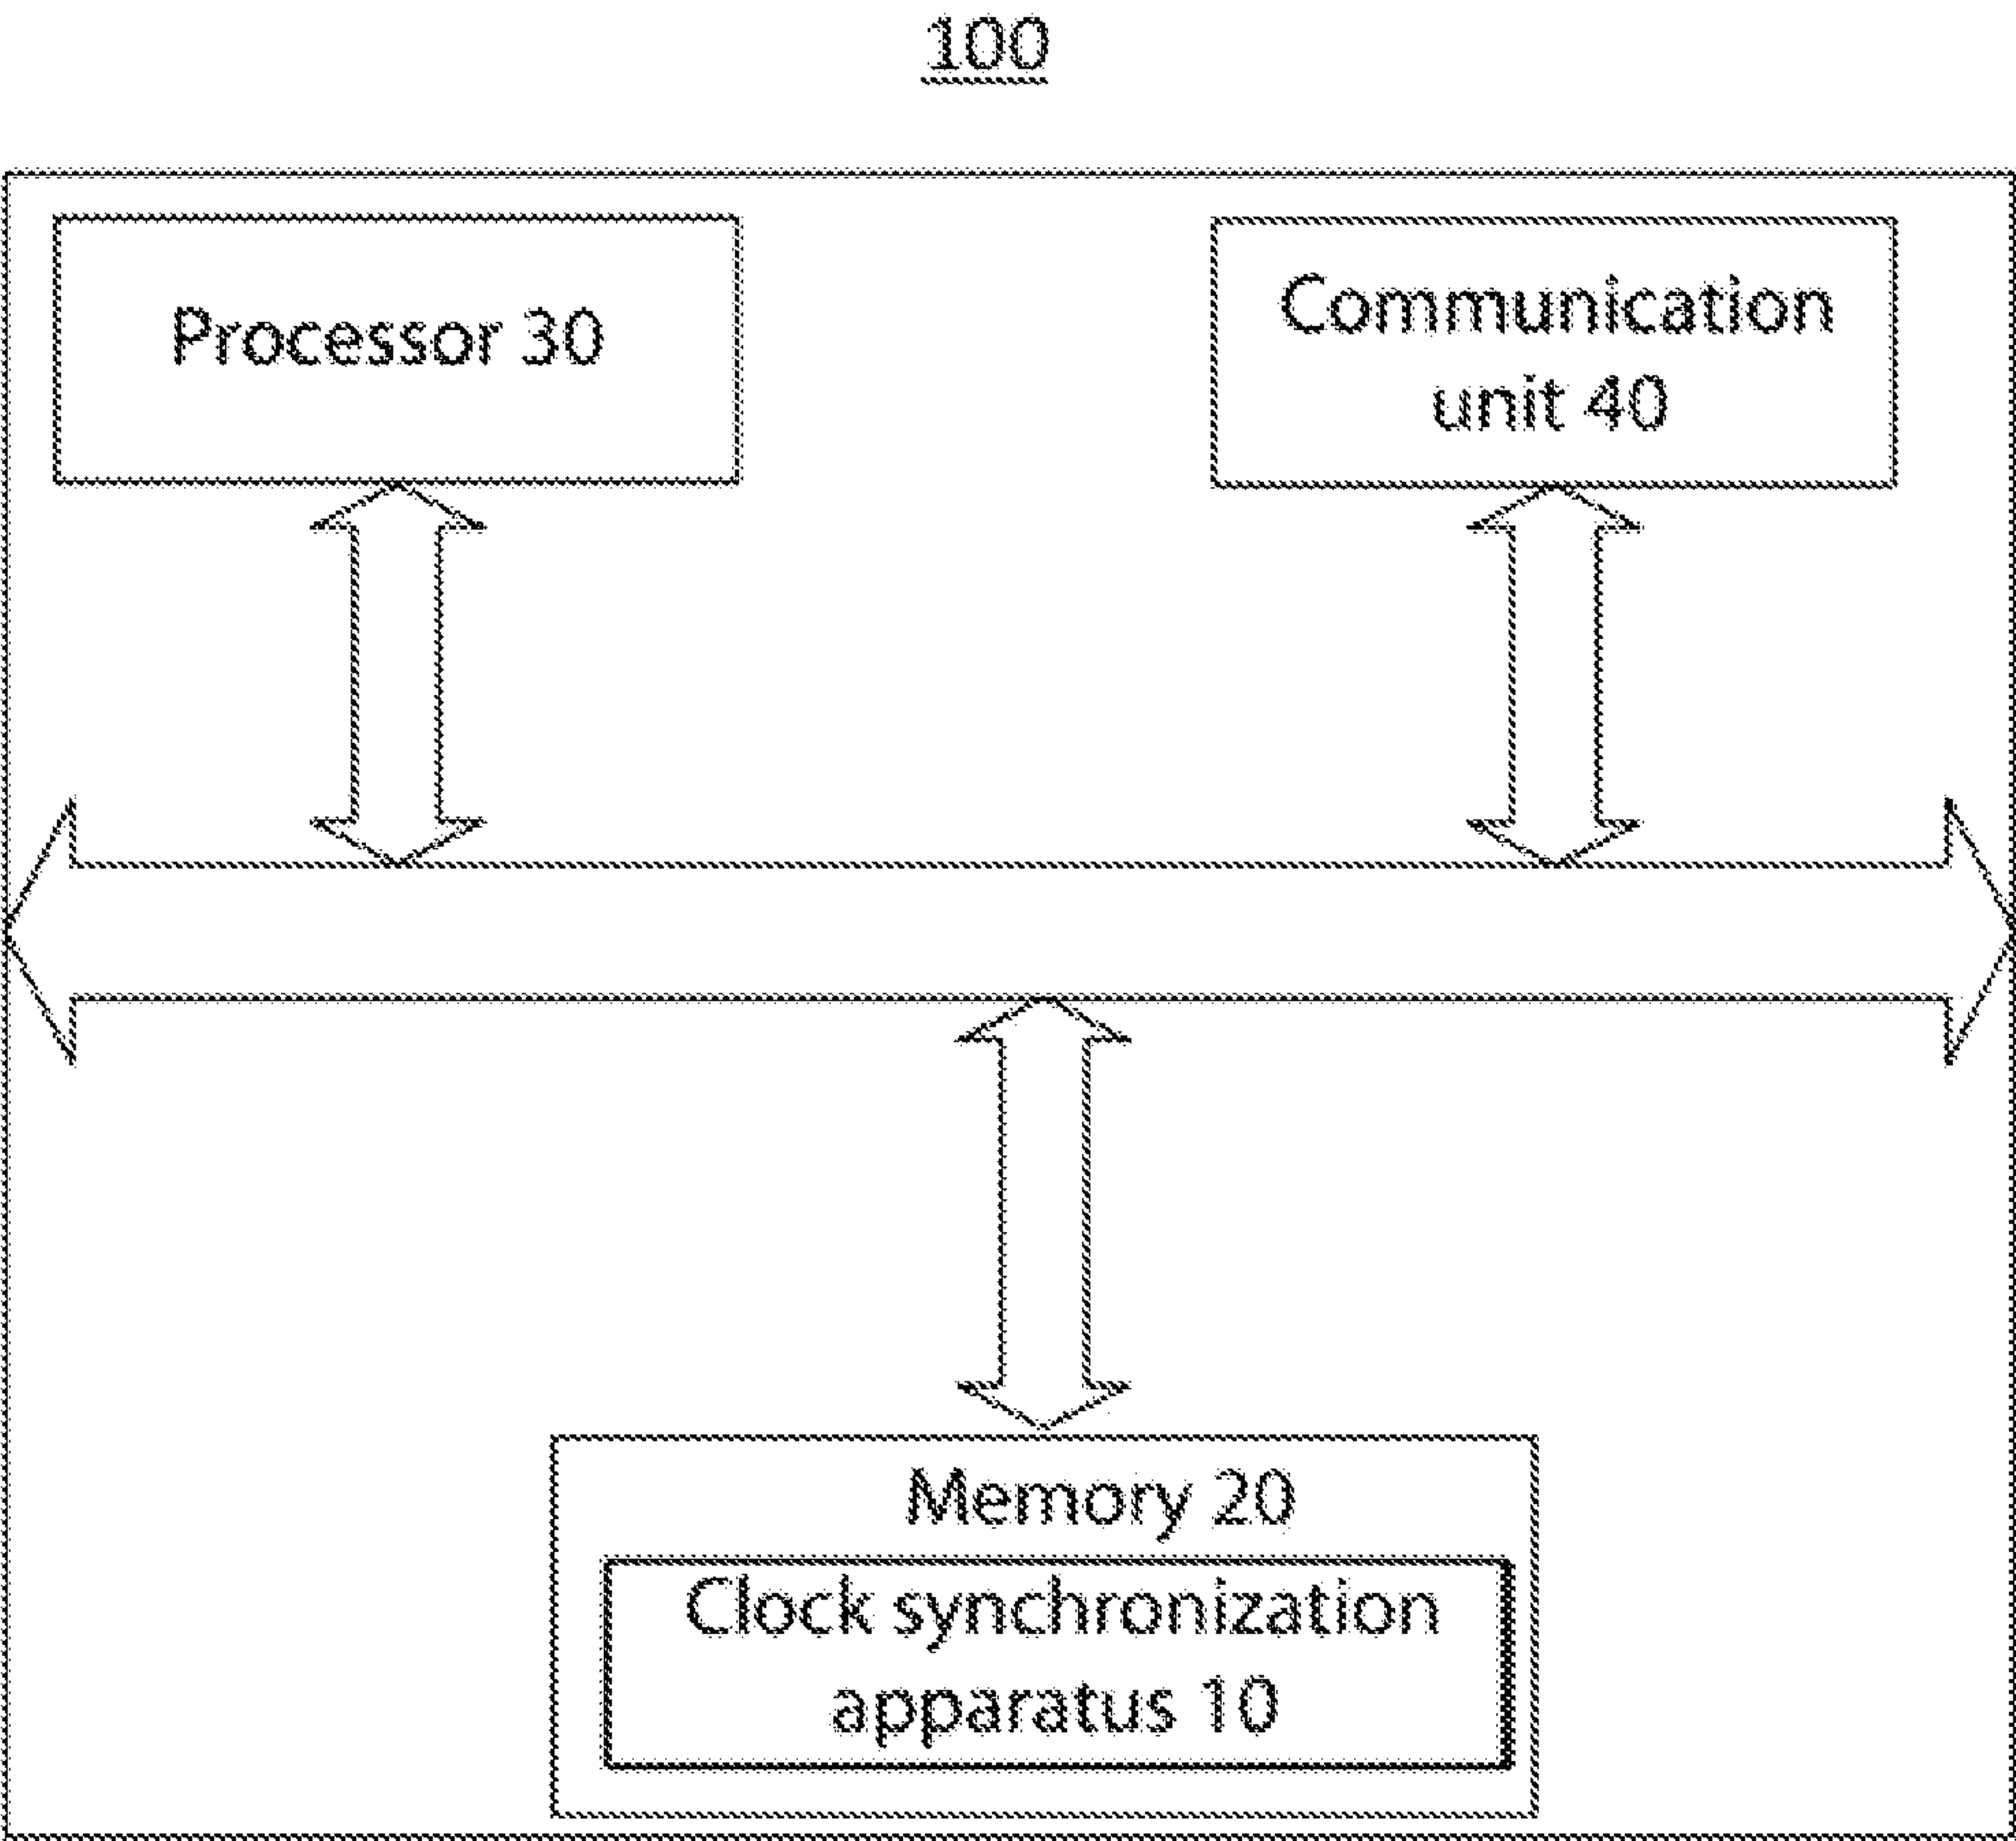 100
Processor 30
Communication
unit 40
Memory 20
Clock synchronization
apparatus 10